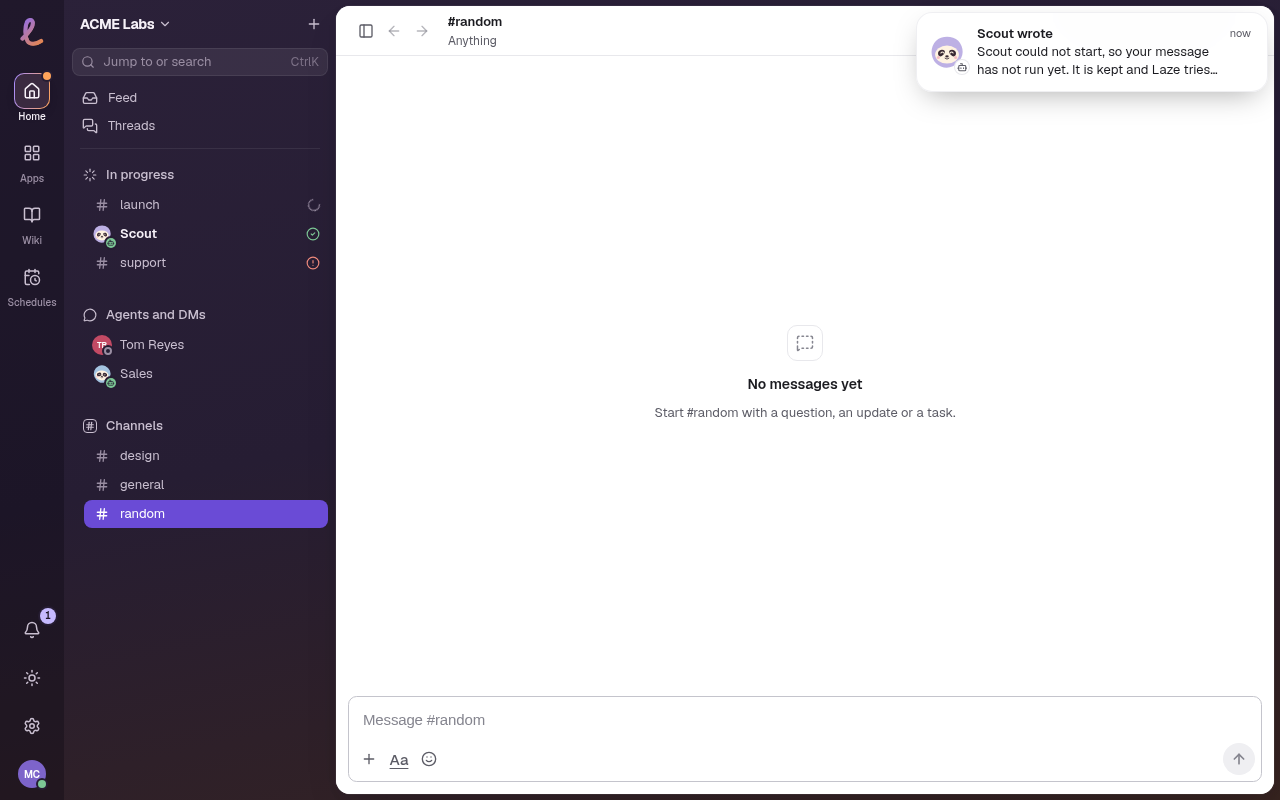 ACME Labs
Jump to or search
CtrlK
Feed
Threads
Home
Apps
Wiki
Schedules
In progress
launch
Scout
support
Agents and DMs
TR
Tom Reyes
Sales
Channels
design
general
random
1
MC
#random
Anything
Scout wrote
now
Scout could not start, so your message
has not run yet. It is kept and Laze tries…
No messages yet
Start #random with a question, an update or a task.
Message #random
Aa